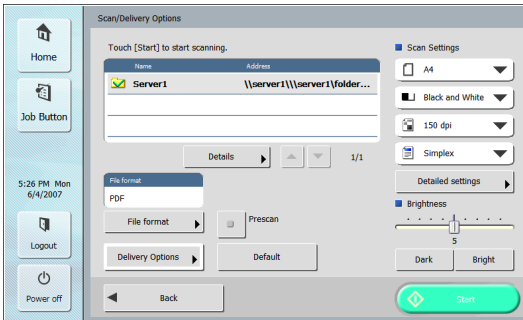 Scan/Delivery Options
Home
Job Button
5:26 PM Mon
6/4/2007
Logout
Power off
Touch [Start] to start scanning.
Name Address
Server1 \\server1\\\server1\folder...
Details 1/1
File format
PDF
File format Prescan
Delivery Options Default
Back
Scan Settings
A4
Black and White
150 dpi
Simplex
Detailed settings
Brightness
5
Dark Bright
Start